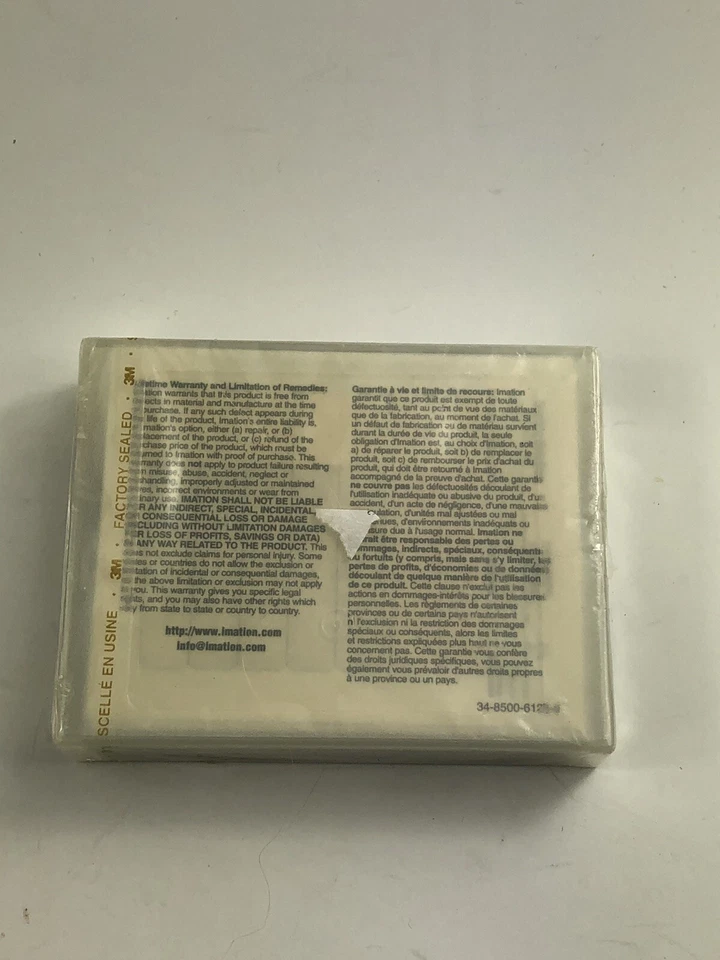 3M • FACTORY SEALED • 3M • SCELLÉ EN USINE
Warranty and Limitation of Remedies:
warrants that this product is free from
in material and manufacture at the time
purchase. If any such defect appears during
life of the product, Imation's entire liability is,
Imation's option, either (a) repair, or (b)
of the product, or (c) refund of the
price of the product, which must be
to Imation with proof of purchase. This
does not apply to product failure resulting
misuse, abuse, accident, neglect or
improperly adjusted or maintained
incorrect environments or wear from
use. IMATION SHALL NOT BE LIABLE
ANY INDIRECT, SPECIAL, INCIDENTAL
CONSEQUENTIAL LOSS OR DAMAGE
WITHOUT LIMITATION DAMAGES
LOSS OF PROFITS, SAVINGS OR DATA)
ANY WAY RELATED TO THE PRODUCT. This
not exclude claims for personal injury. Some
or countries do not allow the exclusion or
of incidental or consequential damages,
the above limitation or exclusion may not apply
you. This warranty gives you specific legal
and you may also have other rights which
from state to state or country to country.
http://www.imation.com
info@imation.com
Garantie à vie et limite de recours: Imation
garantit que ce produit est exempt de toute
défectuosité, tant au point de vue des matériaux
que de la fabrication, au moment de l'achat. Si
un défaut de fabrication ou de matériau survient
durant la durée de vie du produit, la seule
obligation d'Imation est, au choix d'Imation, soit
a) de réparer le produit, soit b) de remplacer le
produit, soit c) de rembourser le prix d'achat du
produit, qui doit être retourné à Imation
accompagné de la preuve d'achat. Cette garantie
ne couvre pas les défectuosités découlant de
l'utilisation inadéquate ou abusive du produit, d'un
accident, d'un acte de négligence, d'une mauvaise
d'unités mal ajustées ou mal
d'environnements inadéquats ou
due à l'usage normal. Imation ne
être responsable des pertes ou
dommages, indirects, spéciaux, conséquents
ou fortuits (y compris, mais sans s'y limiter, les
pertes de profits, d'économies ou de données)
découlant de quelque manière de l'utilisation
de ce produit. Cette clause n'exclut pas les
actions en dommages-intérêts pour les blessures
personnelles. Les règlements de certaines
provinces ou de certains pays n'autorisent
ni l'exclusion ni la restriction des dommages
spéciaux ou conséquents, alors les limites
et restrictions expliquées plus haut ne vous
concernent pas. Cette garantie vous confère
des droits juridiques spécifiques, vous pouvez
également vous prévaloir d'autres droits propres
à une province ou un pays.